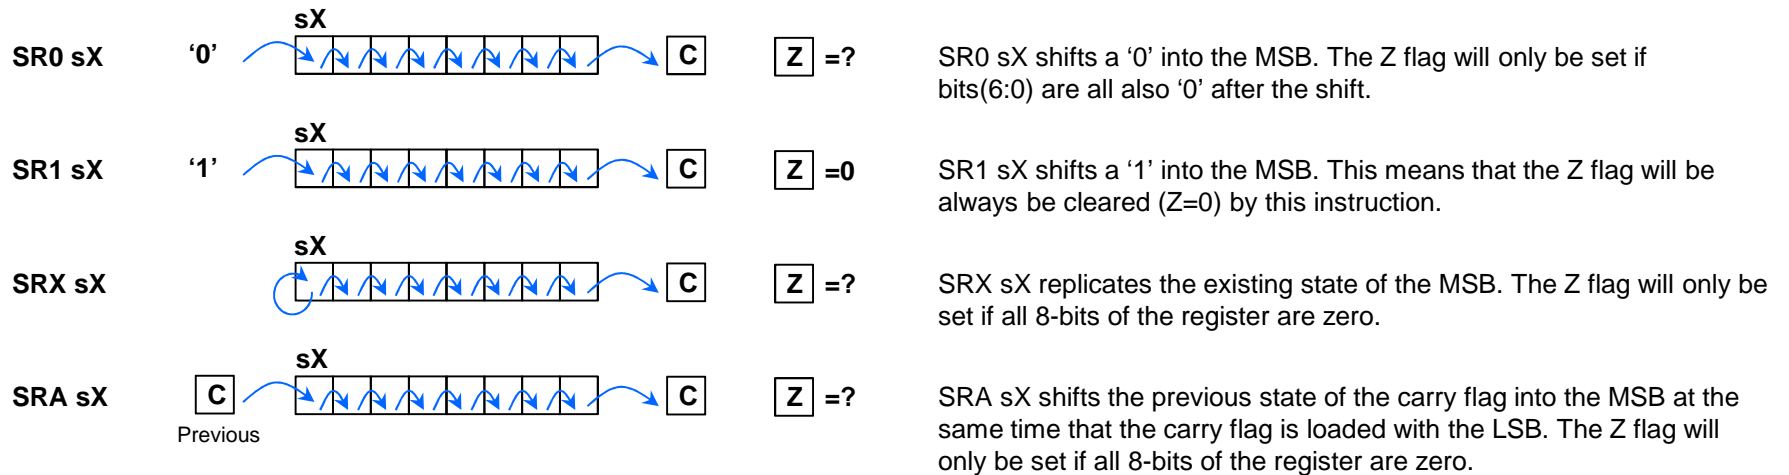 sX
SR0 sX ‘0’ C Z =? SR0 sX shifts a ‘0’ into the MSB. The Z flag will only be set if
bits(6:0) are all also ‘0’ after the shift.
sX
SR1 sX ‘1’ C Z =0 SR1 sX shifts a ‘1’ into the MSB. This means that the Z flag will be
always be cleared (Z=0) by this instruction.
sX
SRX sX C Z =? SRX sX replicates the existing state of the MSB. The Z flag will only be
set if all 8-bits of the register are zero.
sX
SRA sX C C Z =? SRA sX shifts the previous state of the carry flag into the MSB at the
Previous same time that the carry flag is loaded with the LSB. The Z flag will
only be set if all 8-bits of the register are zero.